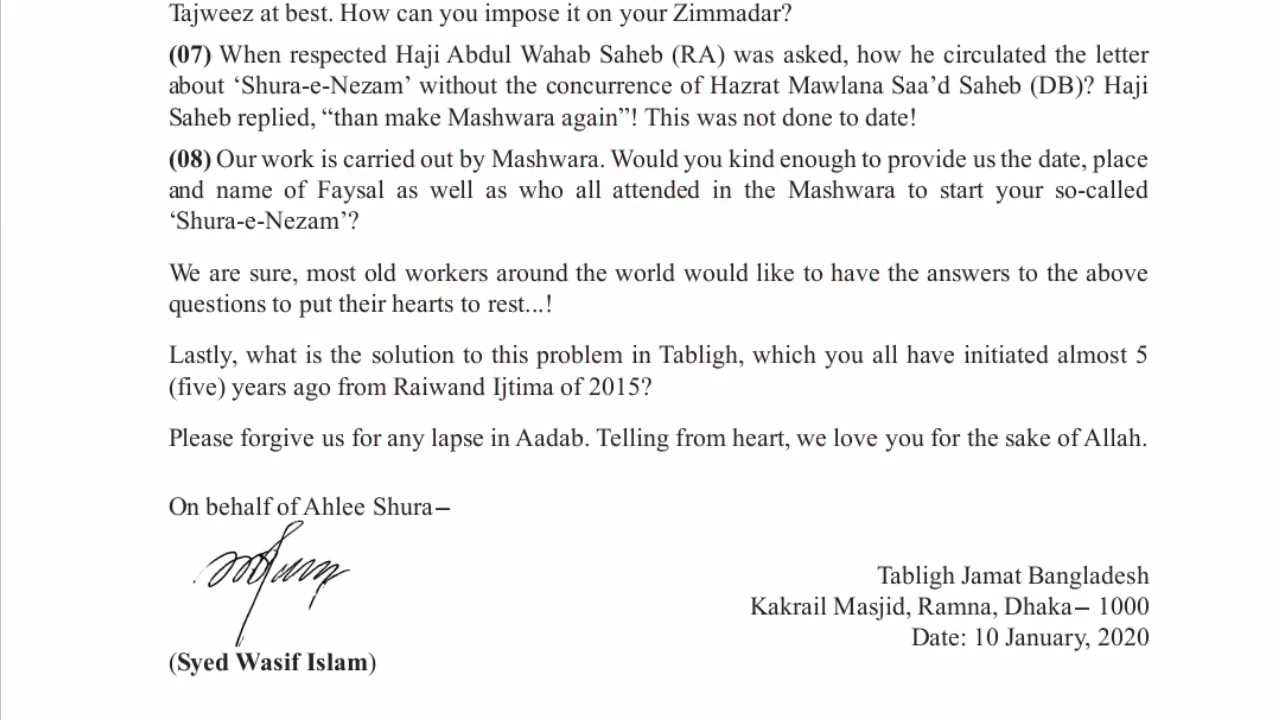 Tajweez at best. How can you impose it on your Zimmadar?
(07) When respected Haji Abdul Wahab Saheb (RA) was asked, how he circulated the letter
about ‘Shura-e-Nezam’ without the concurrence of Hazrat Mawlana Saa’d Saheb (DB)? Haji
Saheb replied, “than make Mashwara again”! This was not done to date!
(08) Our work is carried out by Mashwara. Would you kind enough to provide us the date, place
and name of Faysal as well as who all attended in the Mashwara to start your so-called
‘Shura-e-Nezam’?
We are sure, most old workers around the world would like to have the answers to the above
questions to put their hearts to rest...!
Lastly, what is the solution to this problem in Tabligh, which you all have initiated almost 5
(five) years ago from Raiwand Ijtima of 2015?
Please forgive us for any lapse in Aadab. Telling from heart, we love you for the sake of Allah.
On behalf of Ahlee Shura–
(Syed Wasif Islam)
Tabligh Jamat Bangladesh
Kakrail Masjid, Ramna, Dhaka– 1000
Date: 10 January, 2020